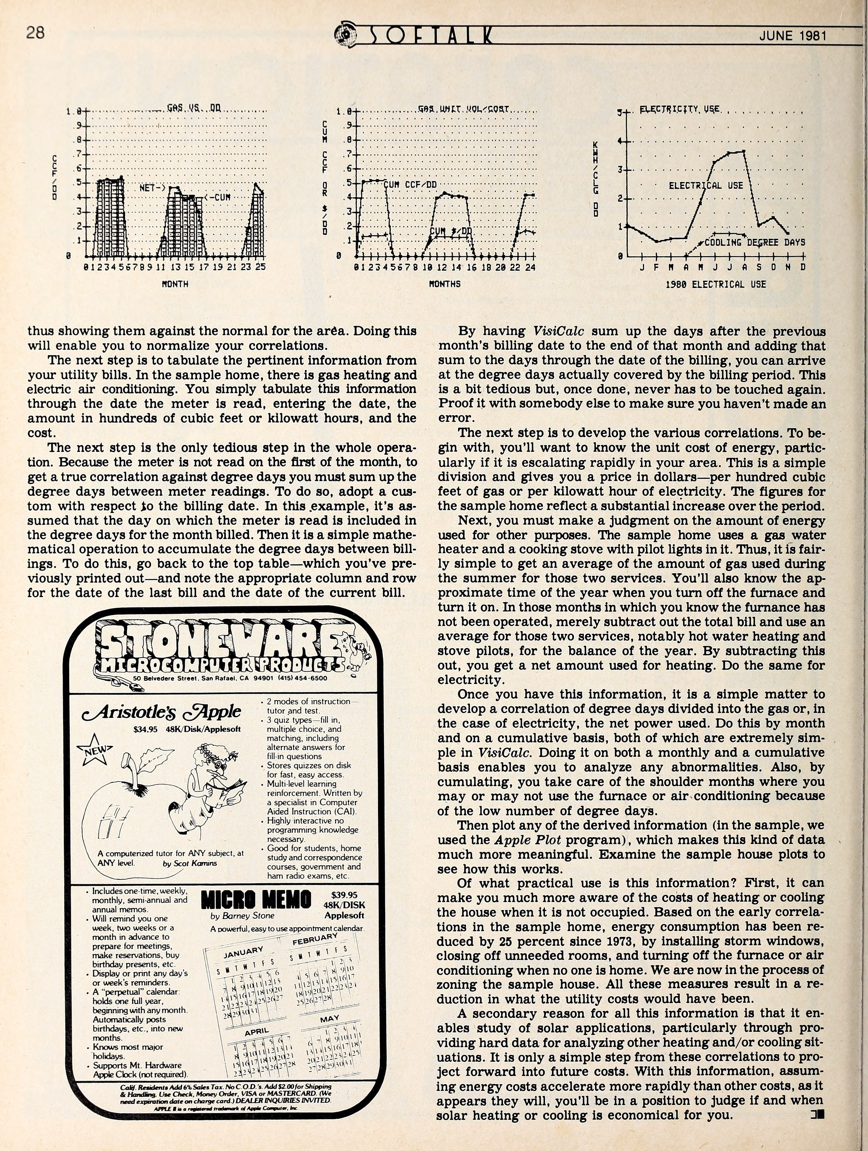 28
SOFTALK
JUNE 1981
GAS VS. DD
CCF/DD
1.0
.9
.8
.7
.6
.5
.4
.3
.2
.1
0
NET->
<-CUM
0 1 2 3 4 5 6 7 8 9 11 13 15 17 19 21 23 25
MONTH
GAS UNIT VOL/COST
CUM CCF OR $/DD
1.0
.9
.8
.7
.6
.5
.4
.3
.2
.1
0
CUM CCF/DD
CUM $/DD
0 1 2 3 4 5 6 7 8 10 12 14 16 18 20 22 24
MONTHS
ELECTRICITY USE
KWH/CLG DD
5
4
3
2
1
0
ELECTRICAL USE
<-COOLING DEGREE DAYS
J F M A M J J A S O N D
1980 ELECTRICAL USE
thus showing them against the normal for the area. Doing this
will enable you to normalize your correlations.
The next step is to tabulate the pertinent information from
your utility bills. In the sample home, there is gas heating and
electric air conditioning. You simply tabulate this information
through the date the meter is read, entering the date, the
amount in hundreds of cubic feet or kilowatt hours, and the
cost.
The next step is the only tedious step in the whole opera-
tion. Because the meter is not read on the first of the month, to
get a true correlation against degree days you must sum up the
degree days between meter readings. To do so, adopt a cus-
tom with respect to the billing date. In this example, it's as-
sumed that the day on which the meter is read is included in
the degree days for the month billed. Then it is a simple mathe-
matical operation to accumulate the degree days between bill-
ings. To do this, go back to the top table—which you've pre-
viously printed out—and note the appropriate column and row
for the date of the last bill and the date of the current bill.
STONEWARE
MICROCOMPUTER PRODUCTS
50 Belvedere Street, San Rafael, CA 94901 (415) 454-6500
Aristotle's Apple
$34.95 48K/Disk/Applesoft
NEW
A computerized tutor for ANY subject, at
ANY level. by Scot Kamins
· 2 modes of instruction—
tutor and test.
· 3 quiz types—fill in,
multiple choice, and
matching, including
alternate answers for
fill-in questions
· Stores quizzes on disk
for fast, easy access.
· Multi-level learning
reinforcement. Written by
a specialist in Computer
Aided Instruction (CAI).
· Highly interactive no
programming knowledge
necessary.
· Good for students, home
study and correspondence
courses, government and
ham radio exams, etc.
· Includes one-time, weekly,
monthly, semi-annual and
annual memos.
· Will remind you one
week, two weeks or a
month in advance to
prepare for meetings,
make reservations, buy
birthday presents, etc.
· Display or print any day's
or week's reminders.
· A "perpetual" calendar
holds one full year,
beginning with any month.
Automatically posts
birthdays, etc., into new
months.
· Knows most major
holidays.
· Supports Mt. Hardware
Apple Clock (not required).
MICRO MEMO
by Barney Stone
$39.95
48K/DISK
Applesoft
A powerful, easy to use appointment calendar
JANUARY
S M T W T F S
FEBRUARY
S M T W T F S
APRIL
MAY
Calif. Residents Add 6% Sales Tax. No C.O.D.'s. Add $2.00 for Shipping
& Handling. Use Check, Money Order, VISA or MASTERCARD. (We
need expiration date on charge card.) DEALER INQUIRIES INVITED.
APPLE II is a registered trademark of Apple Computer, Inc
By having VisiCalc sum up the days after the previous
month's billing date to the end of that month and adding that
sum to the days through the date of the billing, you can arrive
at the degree days actually covered by the billing period. This
is a bit tedious but, once done, never has to be touched again.
Proof it with somebody else to make sure you haven't made an
error.
The next step is to develop the various correlations. To be-
gin with, you'll want to know the unit cost of energy, partic-
ularly if it is escalating rapidly in your area. This is a simple
division and gives you a price in dollars—per hundred cubic
feet of gas or per kilowatt hour of electricity. The figures for
the sample home reflect a substantial increase over the period.
Next, you must make a judgment on the amount of energy
used for other purposes. The sample home uses a gas water
heater and a cooking stove with pilot lights in it. Thus, it is fair-
ly simple to get an average of the amount of gas used during
the summer for those two services. You'll also know the ap-
proximate time of the year when you turn off the furnace and
turn it on. In those months in which you know the furnance has
not been operated, merely subtract out the total bill and use an
average for those two services, notably hot water heating and
stove pilots, for the balance of the year. By subtracting this
out, you get a net amount used for heating. Do the same for
electricity.
Once you have this information, it is a simple matter to
develop a correlation of degree days divided into the gas or, in
the case of electricity, the net power used. Do this by month
and on a cumulative basis, both of which are extremely sim-
ple in VisiCalc. Doing it on both a monthly and a cumulative
basis enables you to analyze any abnormalities. Also, by
cumulating, you take care of the shoulder months where you
may or may not use the furnace or air conditioning because
of the low number of degree days.
Then plot any of the derived information (in the sample, we
used the Apple Plot program), which makes this kind of data
much more meaningful. Examine the sample house plots to
see how this works.
Of what practical use is this information? First, it can
make you much more aware of the costs of heating or cooling
the house when it is not occupied. Based on the early correla-
tions in the sample home, energy consumption has been re-
duced by 25 percent since 1973, by installing storm windows,
closing off unneeded rooms, and turning off the furnace or air
conditioning when no one is home. We are now in the process of
zoning the sample house. All these measures result in a re-
duction in what the utility costs would have been.
A secondary reason for all this information is that it en-
ables study of solar applications, particularly through pro-
viding hard data for analyzing other heating and/or cooling sit-
uations. It is only a simple step from these correlations to pro-
ject forward into future costs. With this information, assum-
ing energy costs accelerate more rapidly than other costs, as it
appears they will, you'll be in a position to judge if and when
solar heating or cooling is economical for you.